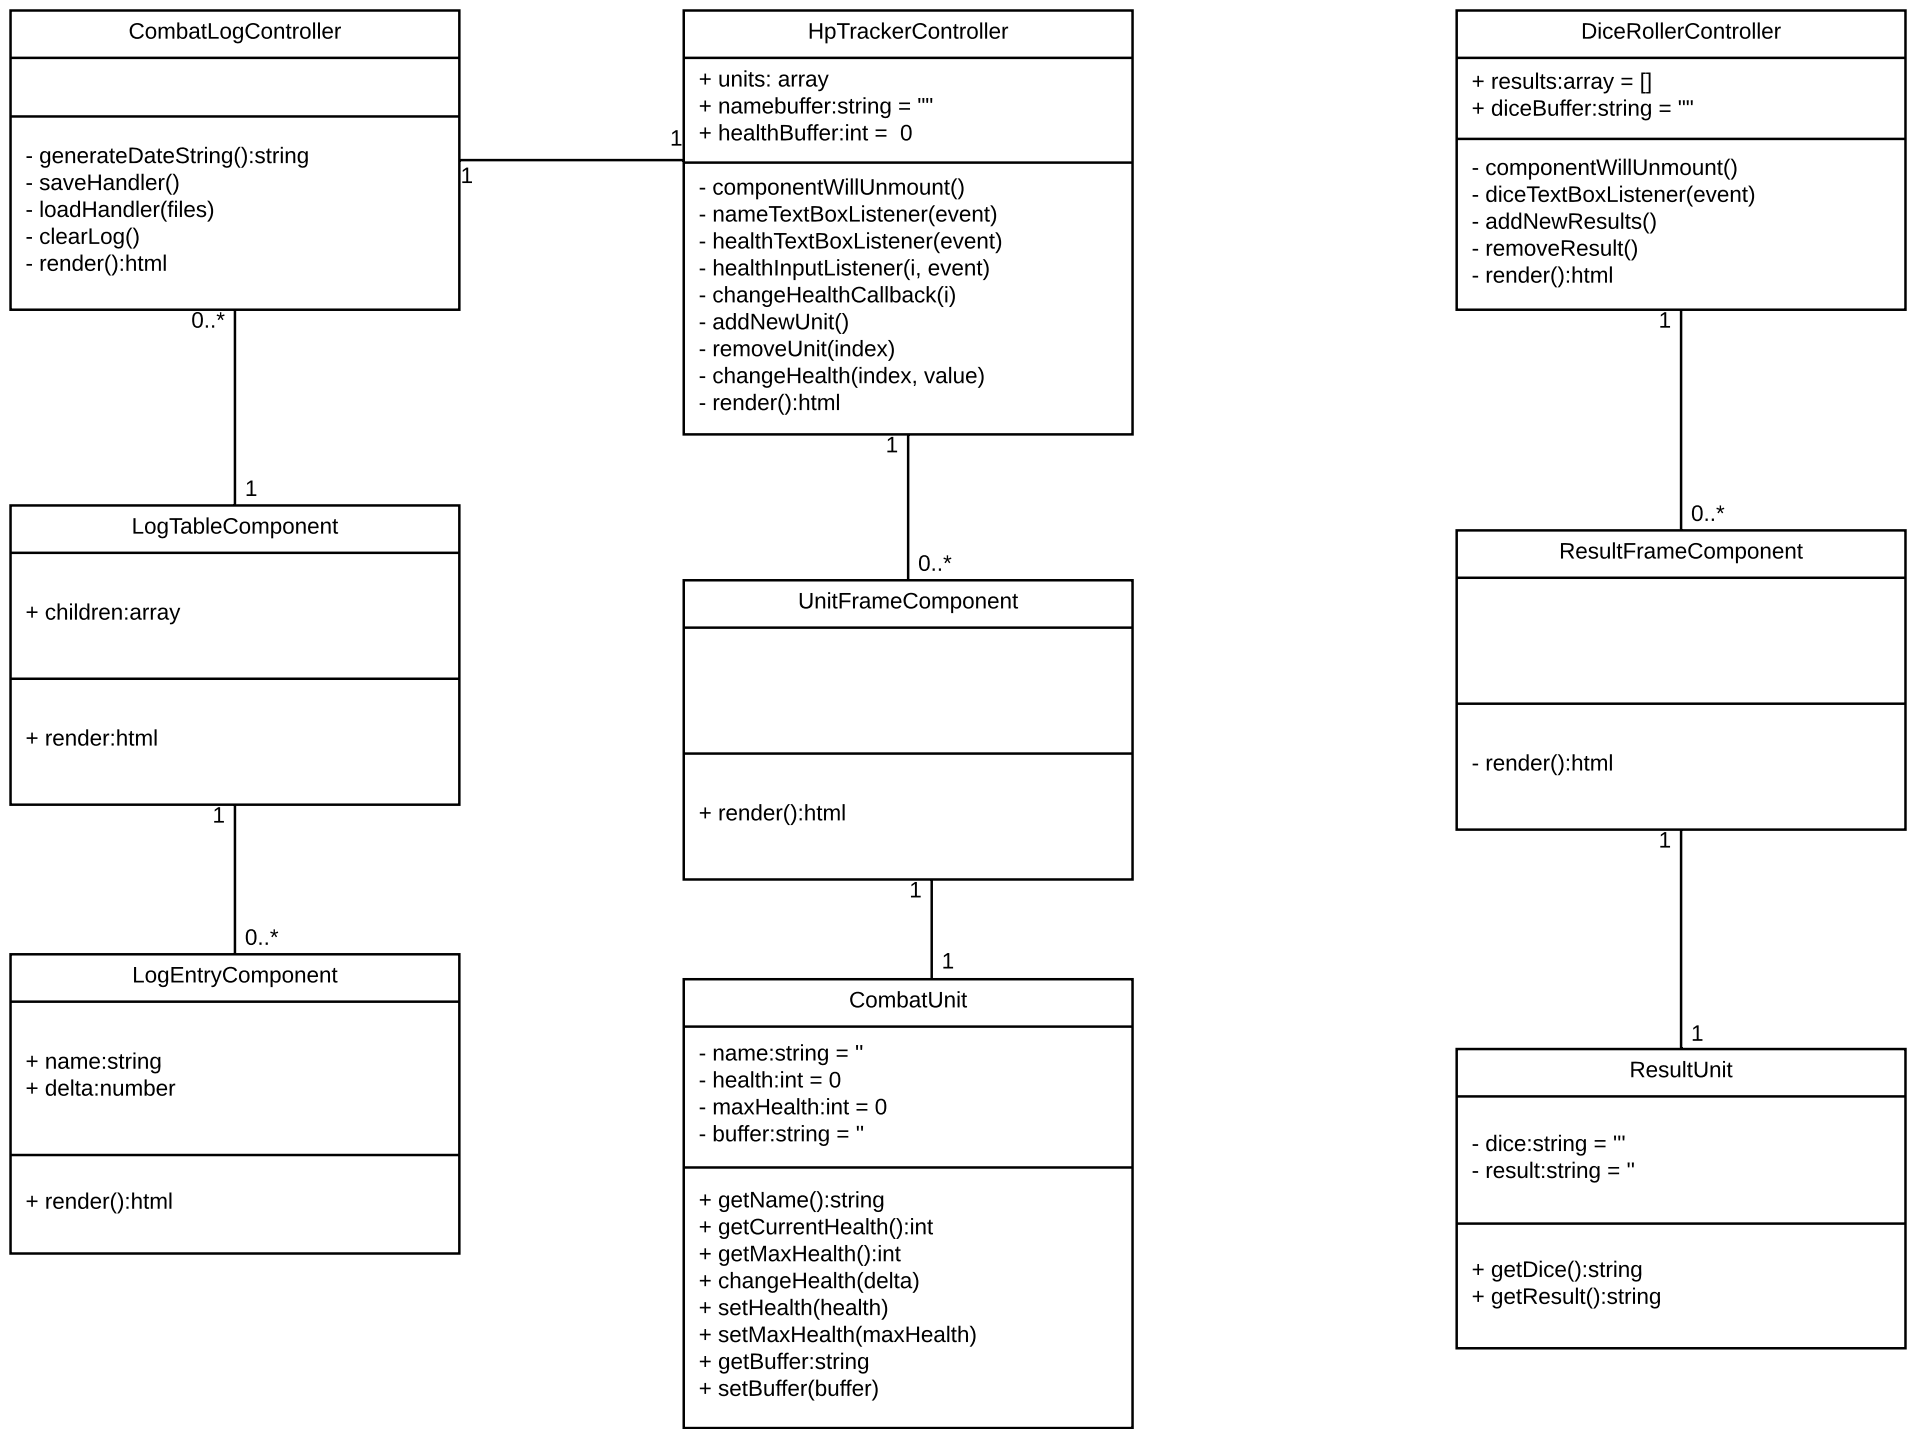 CombatLogController
- generateDateString():string
- saveHandler()
- loadHandler(files)
- clearLog()
- render():html
1
1
HpTrackerController
+ units: array
+ namebuffer:string = ""
+ healthBuffer:int =  0
- componentWillUnmount()
- nameTextBoxListener(event)
- healthTextBoxListener(event)
- healthInputListener(i, event)
- changeHealthCallback(i)
- addNewUnit()
- removeUnit(index)
- changeHealth(index, value)
- render():html
DiceRollerController
+ results:array = []
+ diceBuffer:string = ""
- componentWillUnmount()
- diceTextBoxListener(event)
- addNewResults()
- removeResult()
- render():html
0..*
1
LogTableComponent
+ children:array
+ render:html
1
0..*
LogEntryComponent
+ name:string
+ delta:number
+ render():html
1
0..*
UnitFrameComponent
+ render():html
1
1
CombatUnit
- name:string = ''
- health:int = 0
- maxHealth:int = 0
- buffer:string = ''
+ getName():string
+ getCurrentHealth():int
+ getMaxHealth():int
+ changeHealth(delta)
+ setHealth(health)
+ setMaxHealth(maxHealth)
+ getBuffer:string
+ setBuffer(buffer)
1
0..*
ResultFrameComponent
- render():html
1
1
ResultUnit
- dice:string = '''
- result:string = ''
+ getDice():string
+ getResult():string